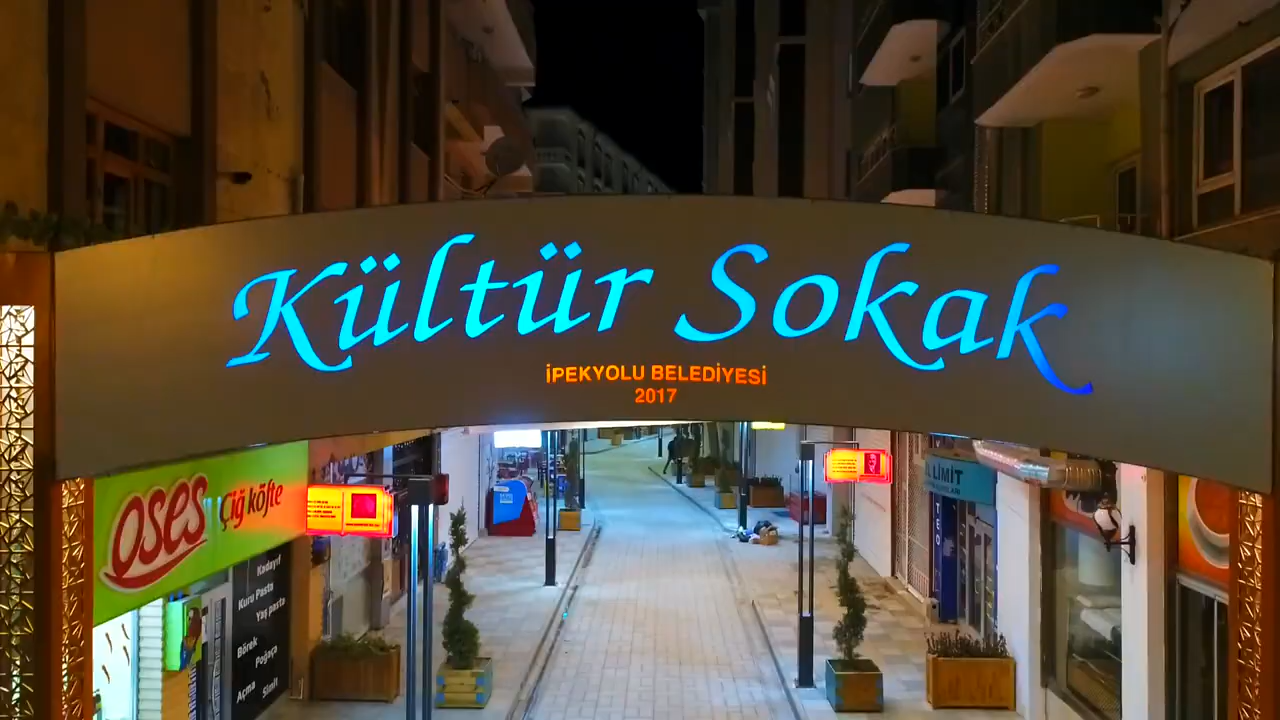 Kültür Sokak
İPEKYOLU BELEDİYESİ
2017
oses
Çiğ köfte
Kadayıf
Kuru Pasta
Yaş pasta
Börek
Poğaça
Açma
Simit
LİMİT